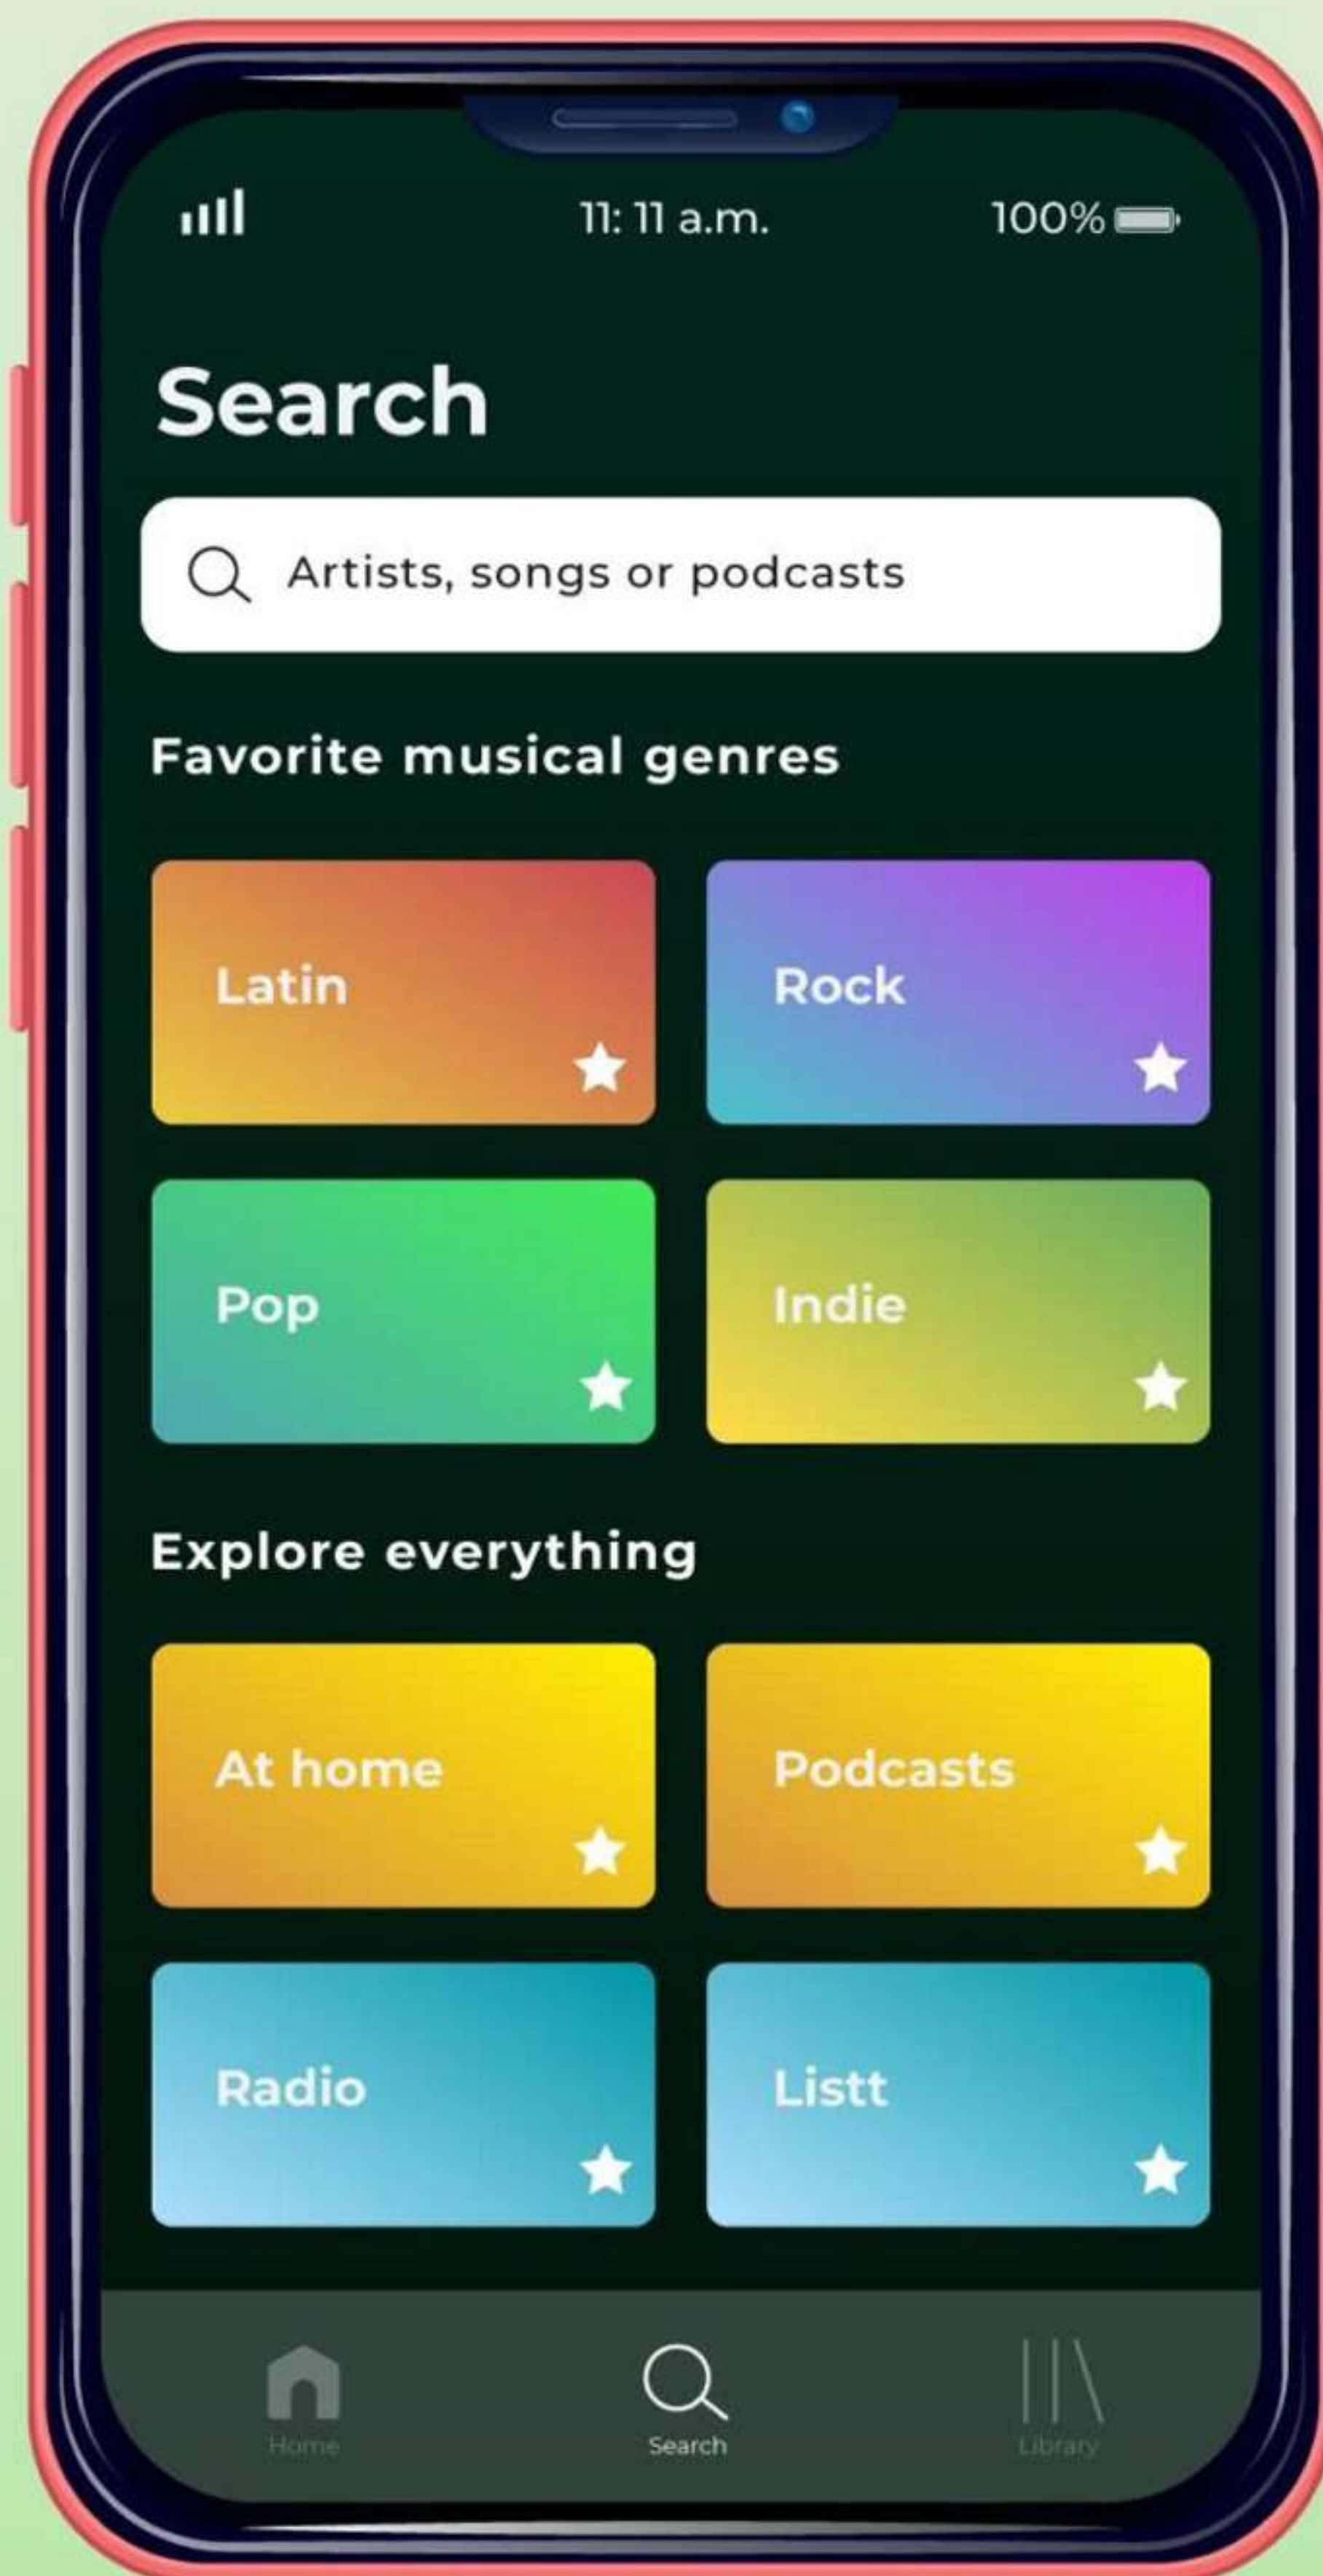 11: 11 a.m.
100%
Search
Artists, songs or podcasts
Favorite musical genres
Latin
Rock
Pop
Indie
Explore everything
At home
Podcasts
Radio
Listt
Home
Search
Library